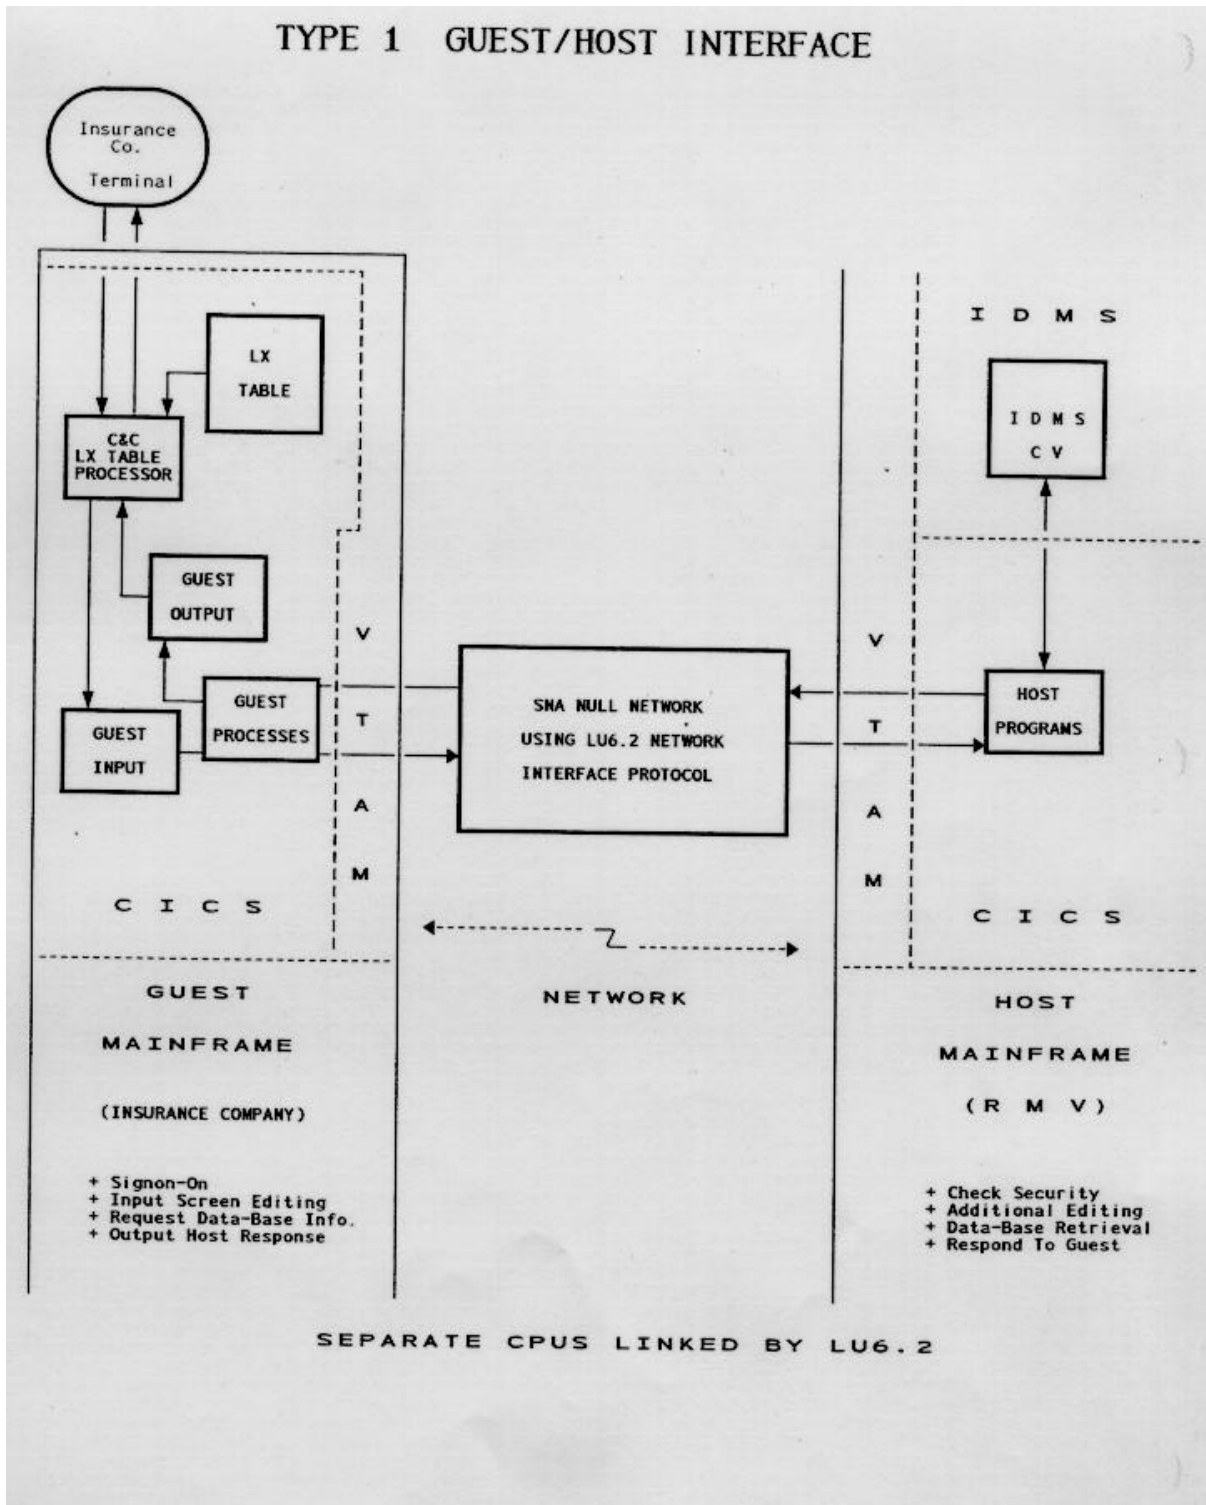 TYPE 1 GUEST/HOST INTERFACE
Insurance
Co.
Terminal
LX
TABLE
C&C
LX TABLE
PROCESSOR
GUEST
OUTPUT
GUEST
PROCESSES
GUEST
INPUT
V
T
A
M
C I C S
SNA NULL NETWORK
USING LU6.2 NETWORK
INTERFACE PROTOCOL
NETWORK
V
T
A
M
I D M S
I D M S
C V
HOST
PROGRAMS
C I C S
GUEST
MAINFRAME
(INSURANCE COMPANY)
+ Signon-On
+ Input Screen Editing
+ Request Data-Base Info.
+ Output Host Response
HOST
MAINFRAME
(R M V)
+ Check Security
+ Additional Editing
+ Data-Base Retrieval
+ Respond To Guest
SEPARATE CPUS LINKED BY LU6.2